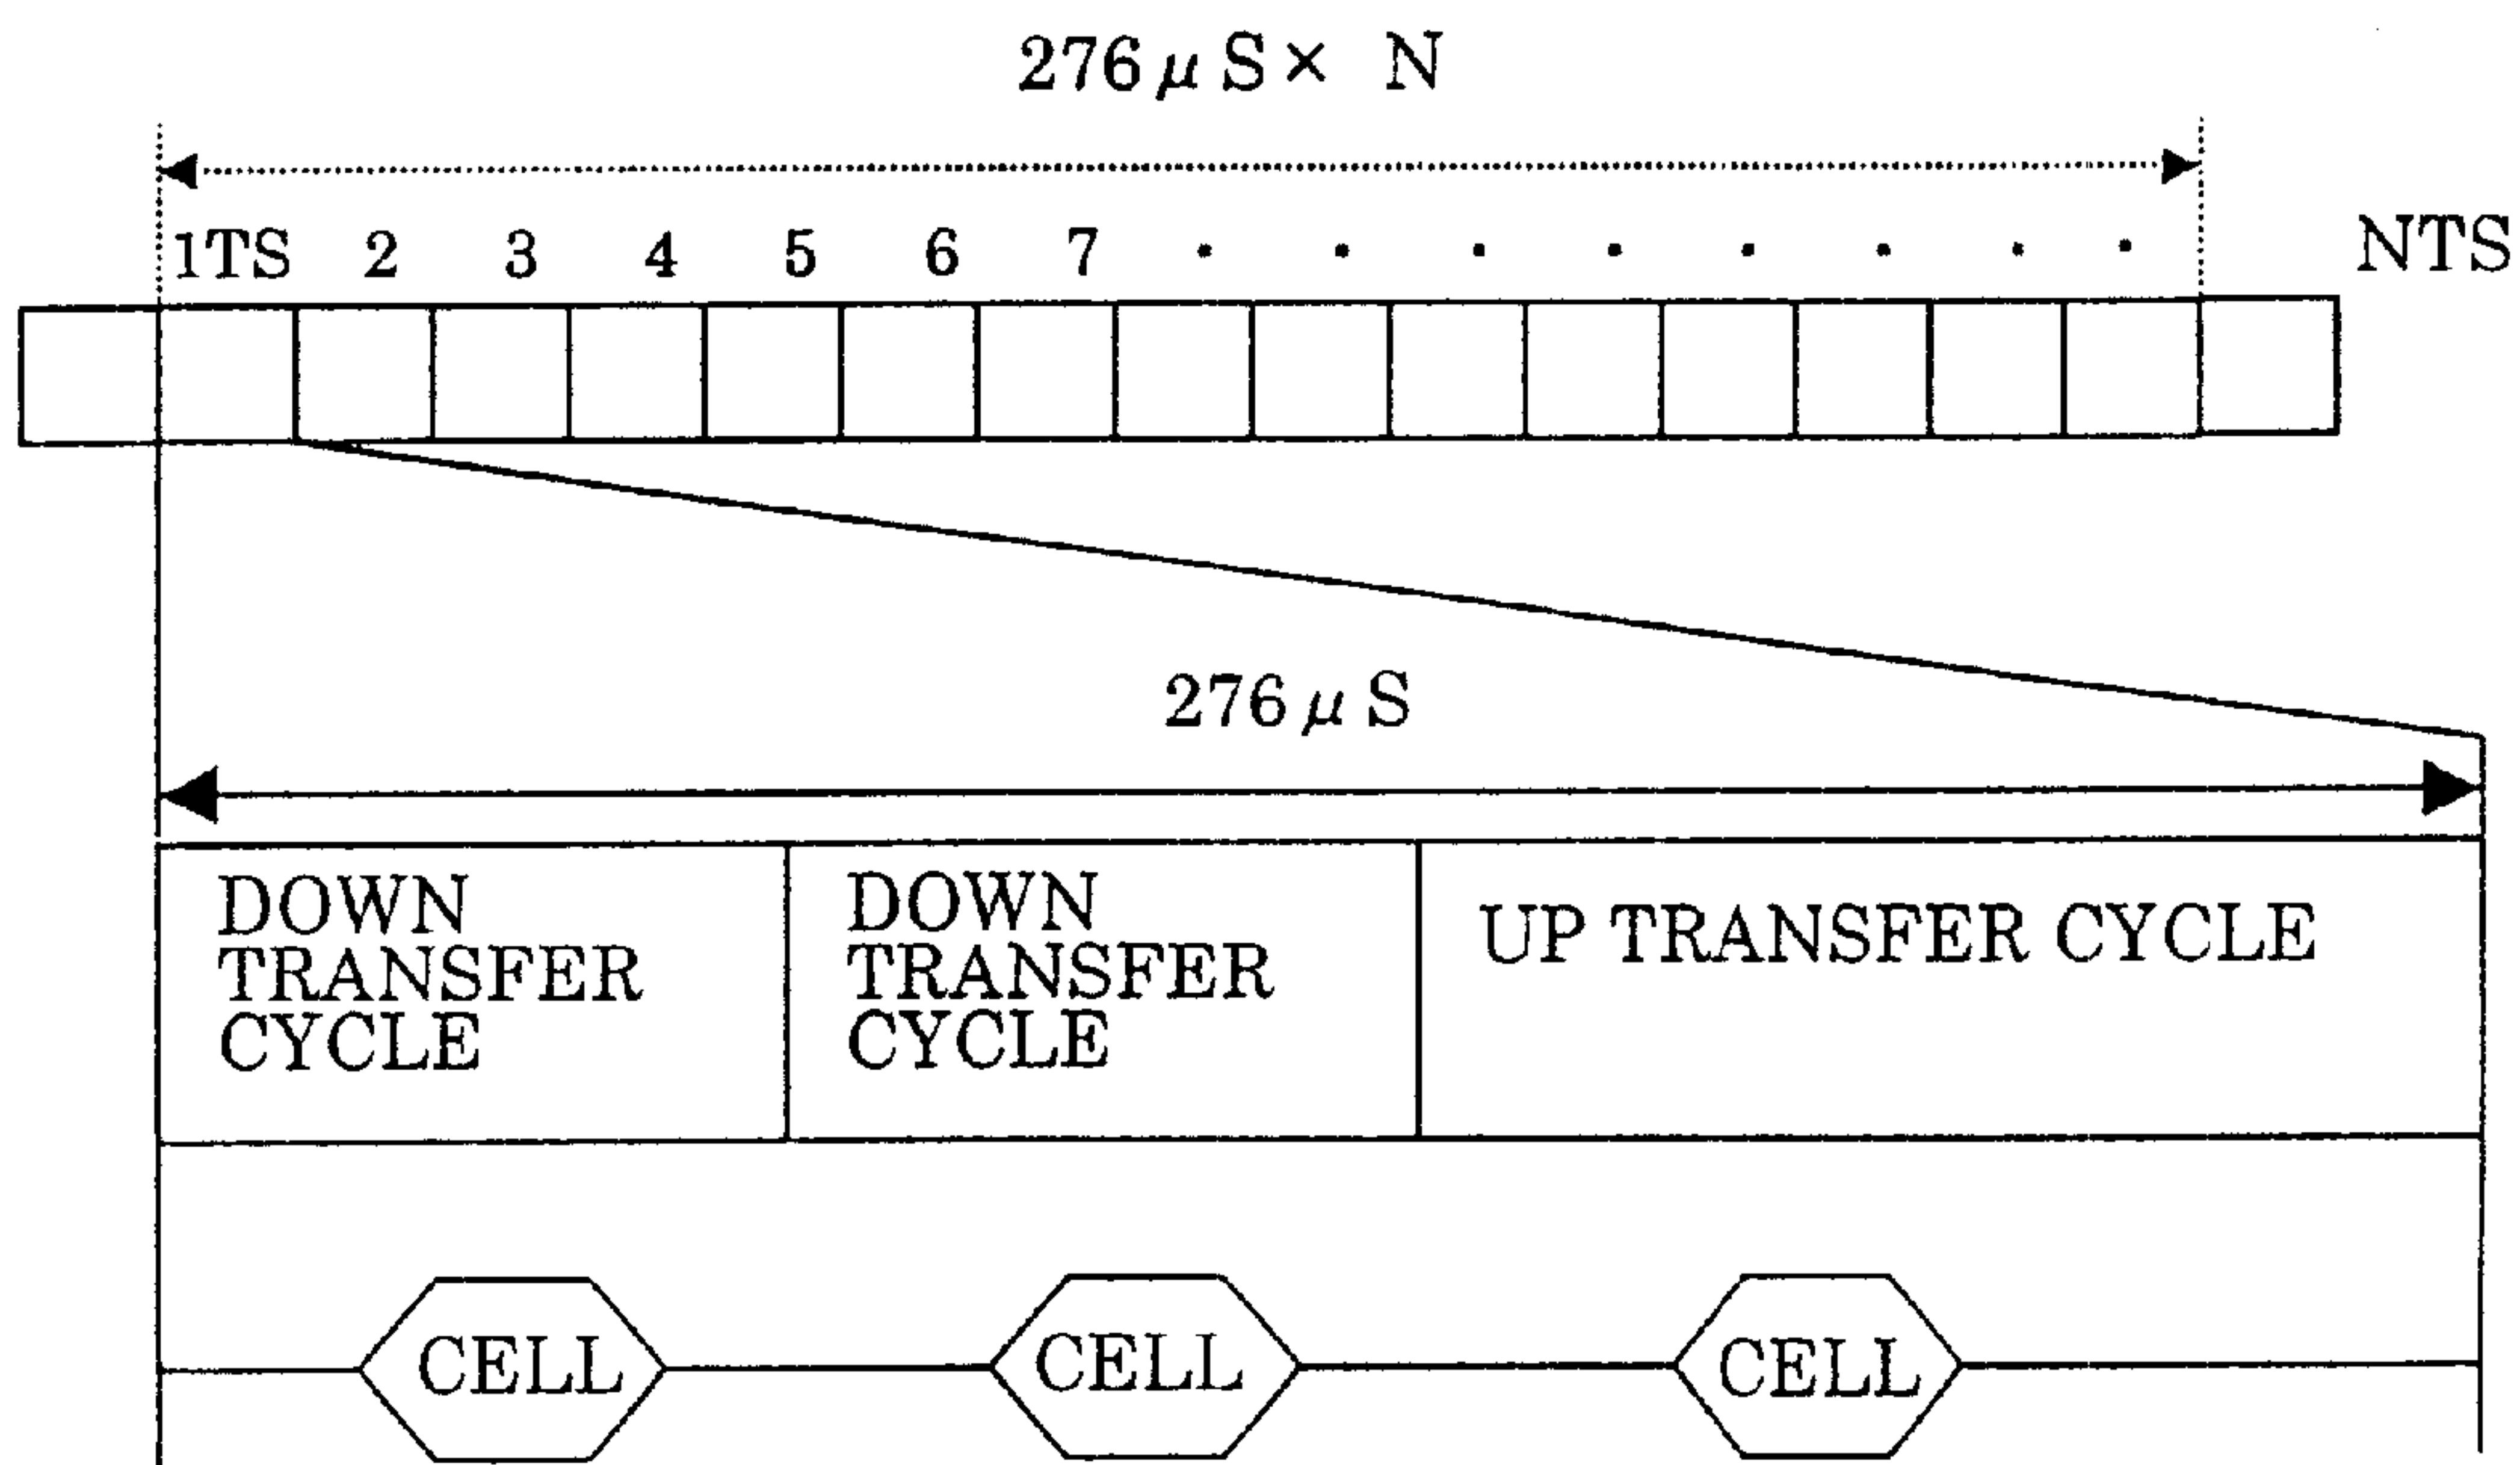 276μS× N
1TS 2 3 4 5 6 7 · · · · · · · · NTS
276μS
DOWN
TRANSFER
CYCLE
DOWN
TRANSFER
CYCLE
UP TRANSFER CYCLE
CELL CELL CELL